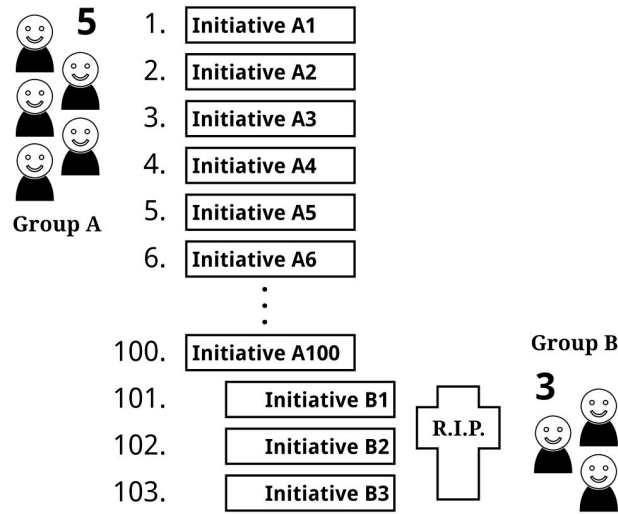 5
Group A
1. Initiative A1
2. Initiative A2
3. Initiative A3
4. Initiative A4
5. Initiative A5
6. Initiative A6
100. Initiative A100
101. Initiative B1
102. Initiative B2
103. Initiative B3
R.I.P.
Group B
3